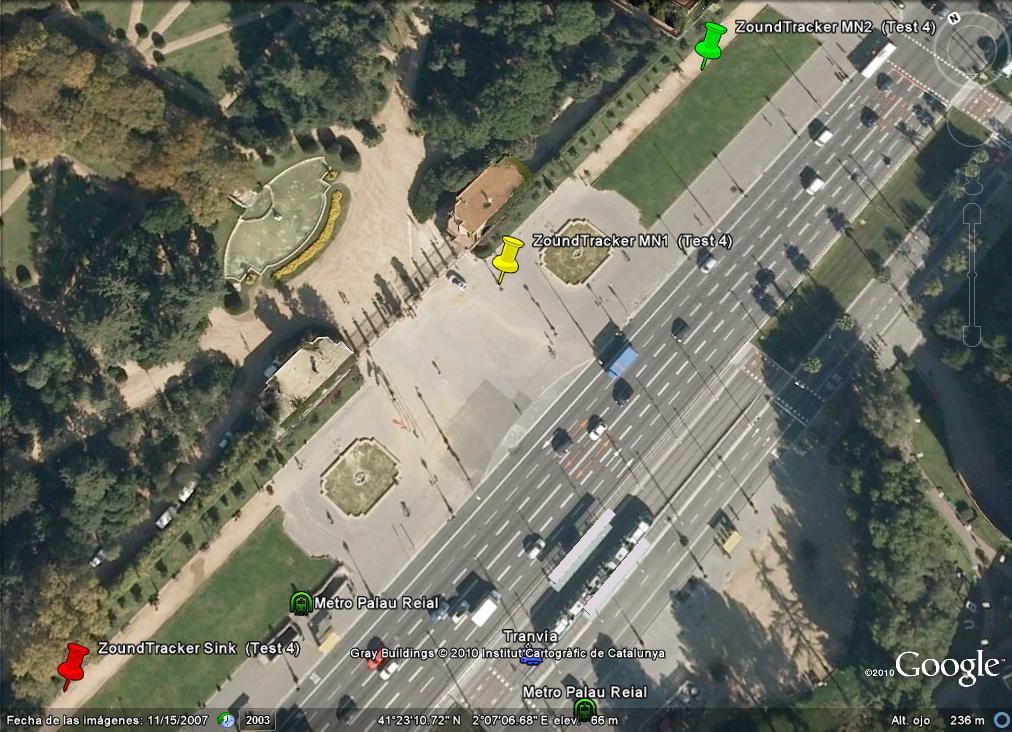 ZoundTracker MN2 (Test 4)
N
ZoundTracker MN1 (Test 4)
Metro Palau Reial
ZoundTracker Sink (Test 4)
Tranvía
Gray Buildings © 2010 Institut Cartogràfic de Catalunya
©2010 Google™
Metro Palau Reial
Fecha de las imágenes: 11/15/2007 2003 41°23'10.72" N 2°07'06.68" E elev. 66 m Alt. ojo 236 m